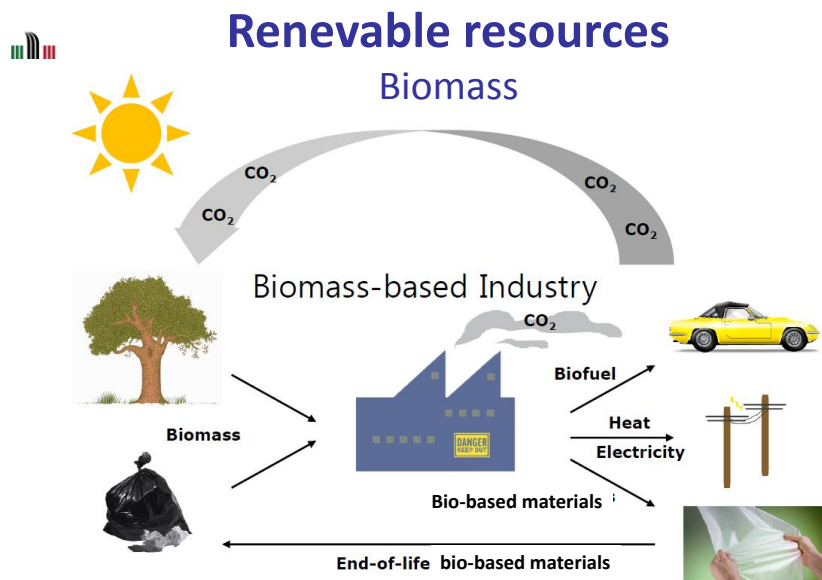 Renevable resources
Biomass
CO₂
CO₂
CO₂
CO₂
Biomass-based Industry
CO₂
Biofuel
Heat
Electricity
Biomass
DANGER
KEEP OUT
Bio-based materials
End-of-life bio-based materials